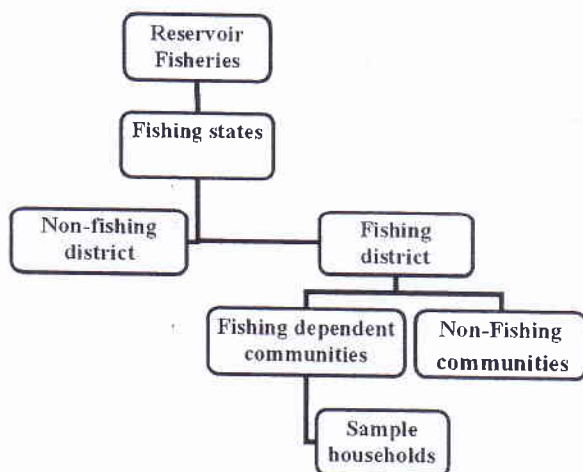 Reservoir
Fisheries
Fishing states
Non-fishing
district
Fishing
district
Fishing dependent
communities
Non-Fishing
communities
Sample
households